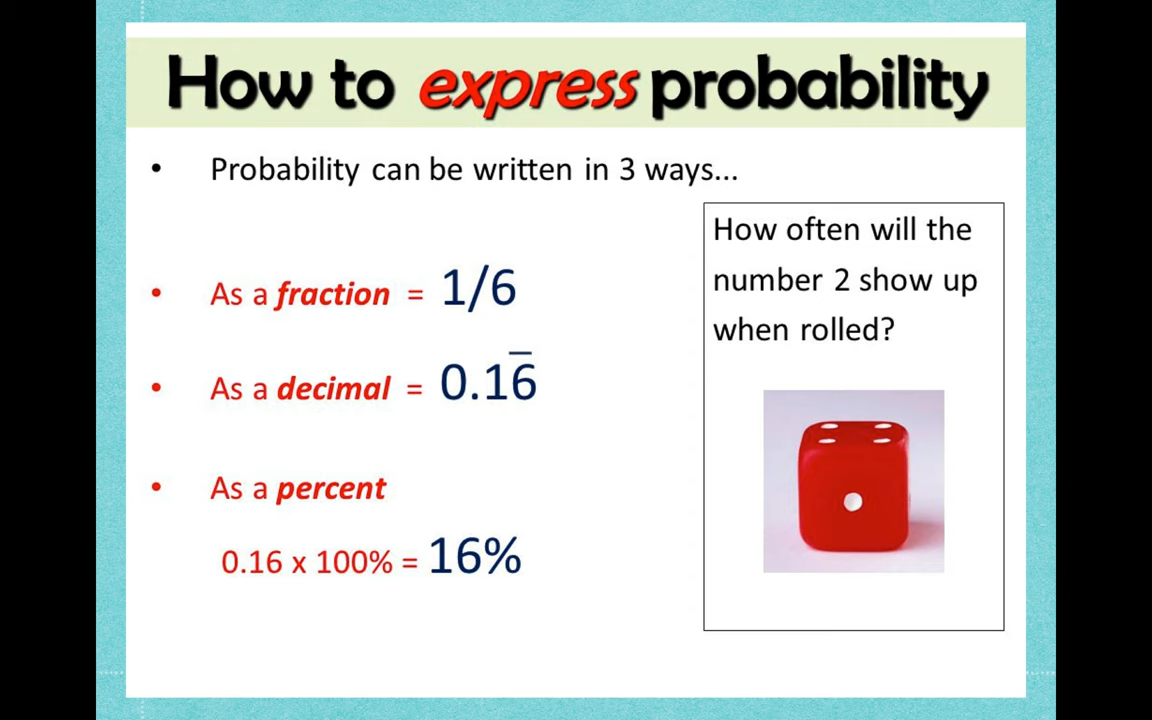 How to express probability
• Probability can be written in 3 ways...
• As a fraction = 1/6
• As a decimal = 0.16̅
• As a percent
0.16 x 100% = 16%
How often will the
number 2 show up
when rolled?